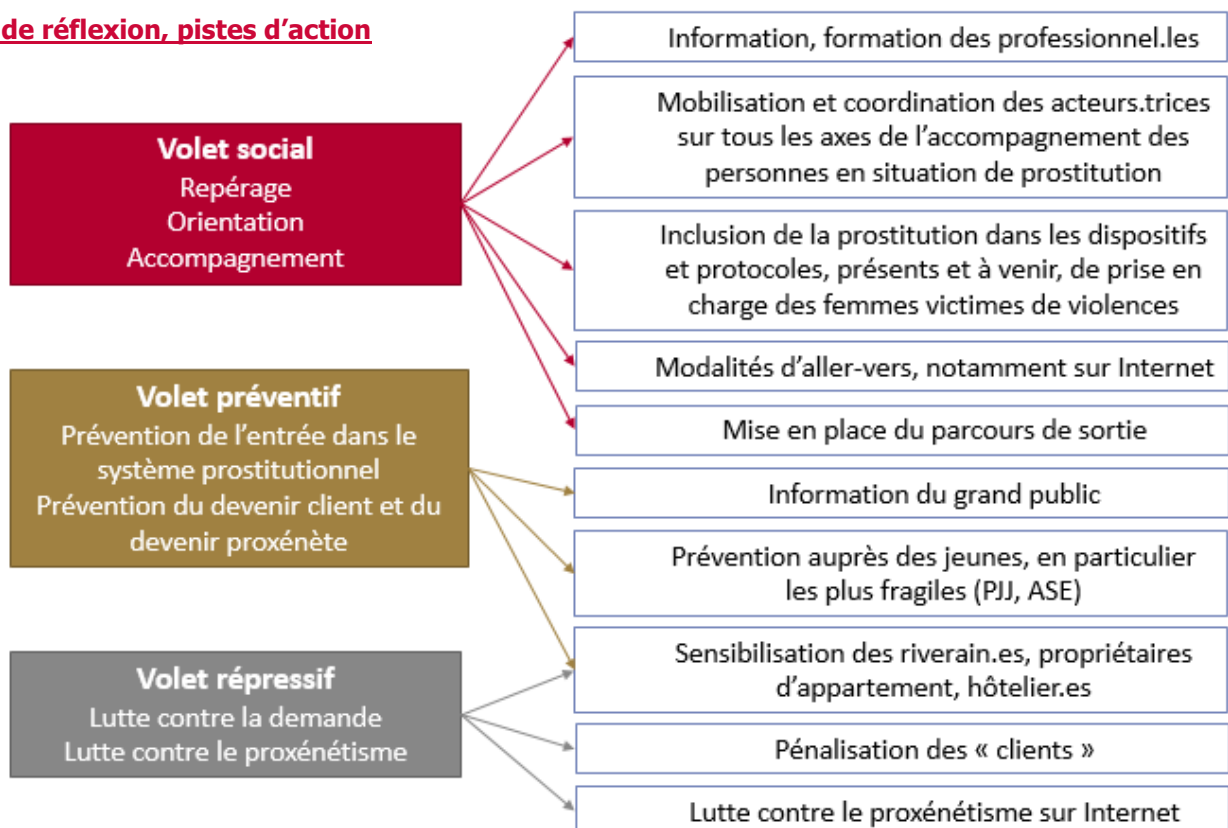 de réflexion, pistes d’action
Volet social
Repérage
Orientation
Accompagnement
Volet préventif
Prévention de l’entrée dans le
système prostitutionnel
Prévention du devenir client et du
devenir proxénète
Volet répressif
Lutte contre la demande
Lutte contre le proxénétisme
Information, formation des professionnel.les
Mobilisation et coordination des acteurs.trices
sur tous les axes de l’accompagnement des
personnes en situation de prostitution
Inclusion de la prostitution dans les dispositifs
et protocoles, présents et à venir, de prise en
charge des femmes victimes de violences
Modalités d’aller-vers, notamment sur Internet
Mise en place du parcours de sortie
Information du grand public
Prévention auprès des jeunes, en particulier
les plus fragiles (PJJ, ASE)
Sensibilisation des riverain.es, propriétaires
d’appartement, hôtelier.es
Pénalisation des « clients »
Lutte contre le proxénétisme sur Internet